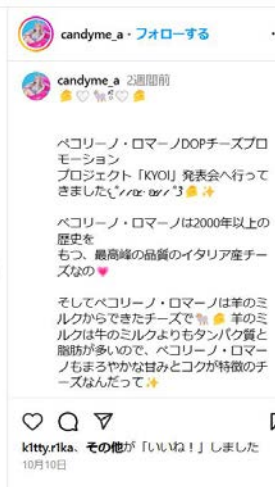 candyme_a・フォローする
candyme_a 2週間前
🧀♡🐏♡🧀
ペコリーノ・ロマーノDOPチーズプロ
モーション
プロジェクト「KYOI」発表会へ行って
きました
ペコリーノ・ロマーノは2000年以上の
歴史を
もつ、最高峰の品質のイタリア産チー
ズなの💗
そしてペコリーノ・ロマーノは羊のミ
ルクからできたチーズで🐏🧀 羊のミ
ルクは牛のミルクよりもタンパク質と
脂肪が多いので、ペコリーノ・ロマー
ノもまろやかな甘みとコクが特徴のチ
ーズなんだって✨
k1tty.r1ka、その他が「いいね！」しました
10月10日